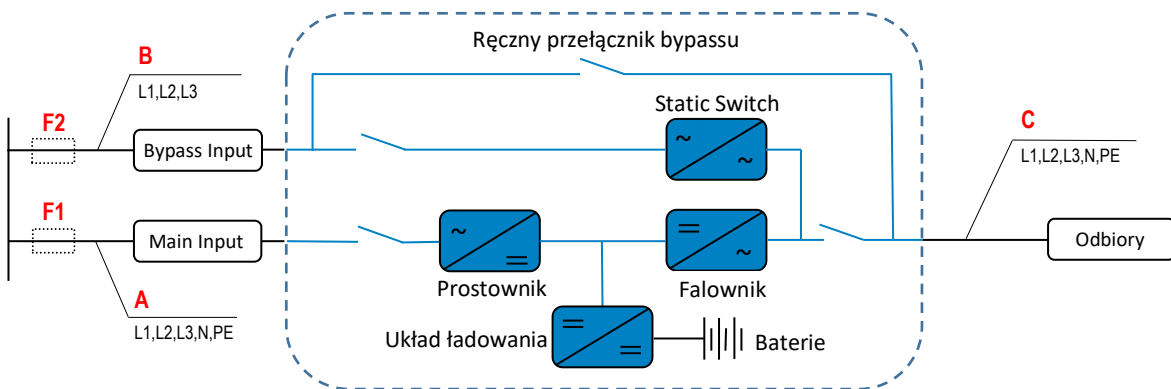 Ręczny przełącznik bypassu
B
L1,L2,L3
F2
Bypass Input
Static Switch
C
L1,L2,L3,N,PE
F1
Main Input
Odbiory
Prostownik
Falownik
A
L1,L2,L3,N,PE
Układ ładowania
Baterie